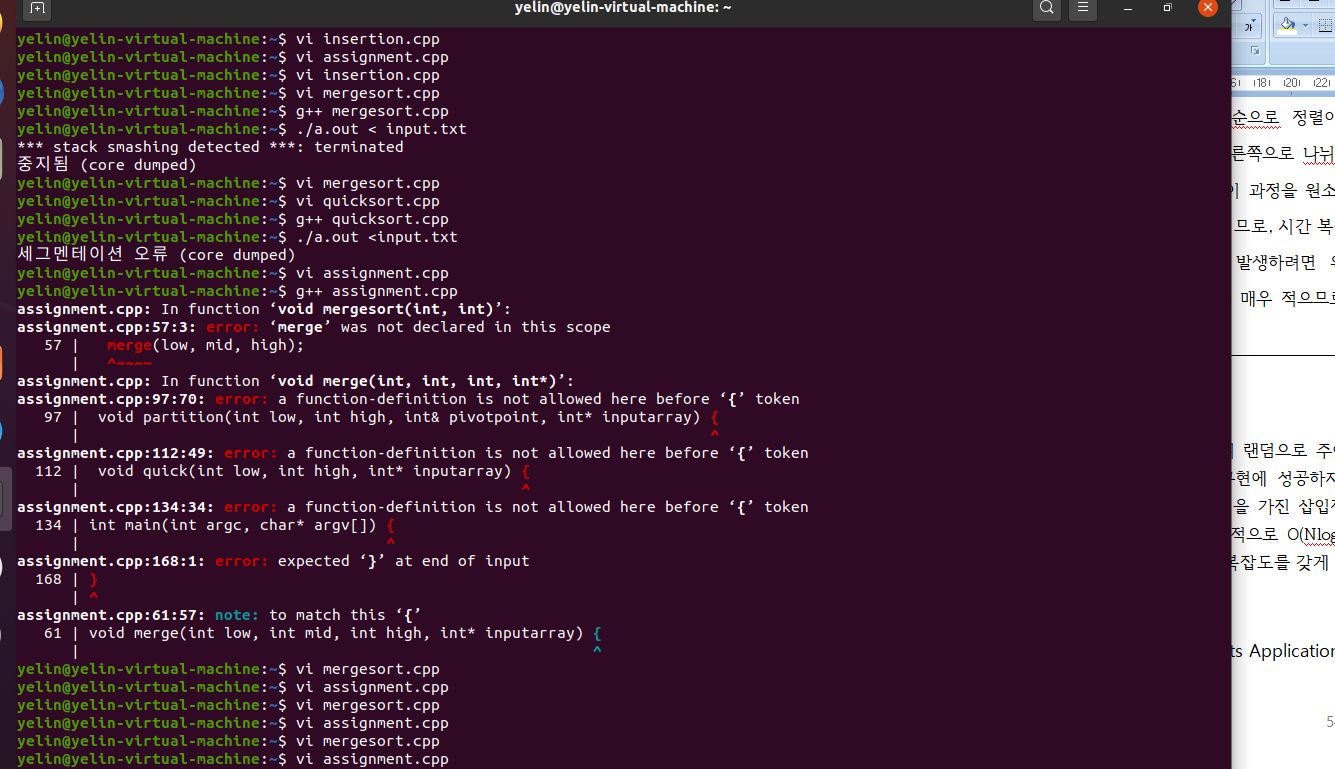 yelin@yelin-virtual-machine: ~
yelin@yelin-virtual-machine:~$ vi insertion.cpp
yelin@yelin-virtual-machine:~$ vi assignment.cpp
yelin@yelin-virtual-machine:~$ vi insertion.cpp
yelin@yelin-virtual-machine:~$ vi mergesort.cpp
yelin@yelin-virtual-machine:~$ g++ mergesort.cpp
yelin@yelin-virtual-machine:~$ ./a.out < input.txt
*** stack smashing detected ***: terminated
중지됨 (core dumped)
yelin@yelin-virtual-machine:~$ vi mergesort.cpp
yelin@yelin-virtual-machine:~$ vi quicksort.cpp
yelin@yelin-virtual-machine:~$ g++ quicksort.cpp
yelin@yelin-virtual-machine:~$ ./a.out <input.txt
세그멘테이션 오류 (core dumped)
yelin@yelin-virtual-machine:~$ vi assignment.cpp
yelin@yelin-virtual-machine:~$ g++ assignment.cpp
assignment.cpp: In function ‘void mergesort(int, int)’:
assignment.cpp:57:3: error: ‘merge’ was not declared in this scope
57 |   merge(low, mid, high);
|   ^~~~~
assignment.cpp: In function ‘void merge(int, int, int, int*)’:
assignment.cpp:97:70: error: a function-definition is not allowed here before ‘{’ token
97 |  void partition(int low, int high, int& pivotpoint, int* inputarray) {
| ^
assignment.cpp:112:49: error: a function-definition is not allowed here before ‘{’ token
112 |  void quick(int low, int high, int* inputarray) {
| ^
assignment.cpp:134:34: error: a function-definition is not allowed here before ‘{’ token
134 | int main(int argc, char* argv[]) {
| ^
assignment.cpp:168:1: error: expected ‘}’ at end of input
168 | }
| ^
assignment.cpp:61:57: note: to match this ‘{’
61 | void merge(int low, int mid, int high, int* inputarray) {
| ^
yelin@yelin-virtual-machine:~$ vi mergesort.cpp
yelin@yelin-virtual-machine:~$ vi assignment.cpp
yelin@yelin-virtual-machine:~$ vi mergesort.cpp
yelin@yelin-virtual-machine:~$ vi assignment.cpp
yelin@yelin-virtual-machine:~$ vi mergesort.cpp
yelin@yelin-virtual-machine:~$ vi assignment.cpp
18 20 22
순으로 정렬이
른쪽으로 나뉘
과정을 원소
므로, 시간 복
발생하려면
매우 적으므로
랜덤으로 주어
구현에 성공하지
을 가진 삽입정
적으로 O(Nlog
복잡도를 갖게
ts Application